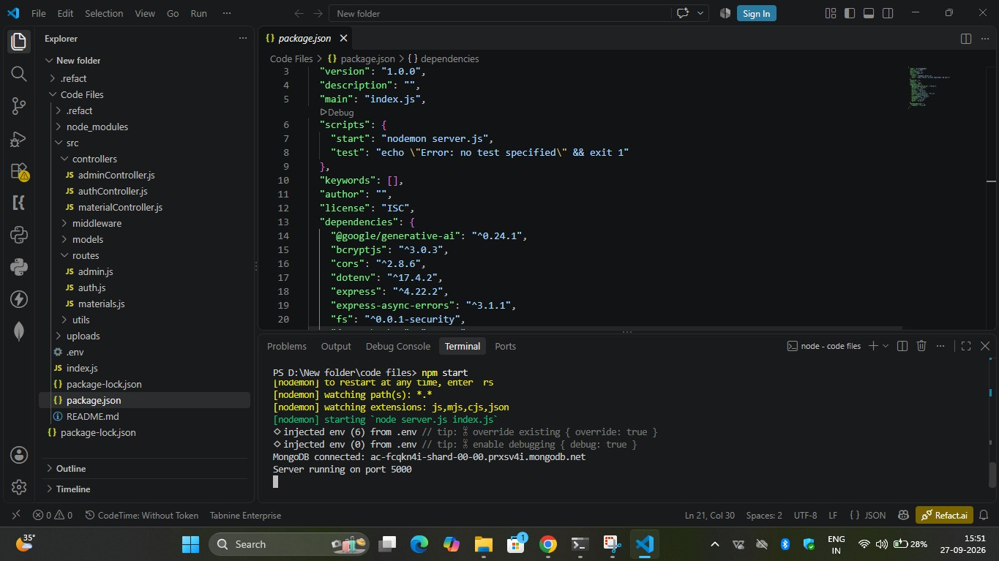 File Edit Selection View Go Run ···
New folder
Sign In
Explorer
New folder
.refact
Code Files
.refact
node_modules
src
controllers
JS adminController.js
JS authController.js
JS materialController.js
middleware
models
routes
JS admin.js
JS auth.js
JS materials.js
utils
uploads
.env
JS index.js
{} package-lock.json
{} package.json
README.md
{} package-lock.json
Outline
Timeline
{} package.json
Code Files > {} package.json > { } dependencies
3 "version": "1.0.0",
4 "description": "",
5 "main": "index.js",
Debug
6 "scripts": {
7 "start": "nodemon server.js",
8 "test": "echo \"Error: no test specified\" && exit 1"
9 },
10 "keywords": [],
11 "author": "",
12 "license": "ISC",
13 "dependencies": {
14 "@google/generative-ai": "^0.24.1",
15 "bcryptjs": "^3.0.3",
16 "cors": "^2.8.6",
17 "dotenv": "^17.4.2",
18 "express": "^4.22.2",
19 "express-async-errors": "^3.1.1",
20 "fs": "^0.0.1-security",
Problems Output Debug Console Terminal Ports
node - code files
PS D:\New folder\code files> npm start
[nodemon] to restart at any time, enter rs
[nodemon] watching path(s): *.*
[nodemon] watching extensions: js,mjs,cjs,json
[nodemon] starting `node server.js index.js`
injected env (6) from .env // tip: ⌘ override existing { override: true }
injected env (0) from .env // tip: ⌘ enable debugging { debug: true }
MongoDB connected: ac-fcqkn4i-shard-00-00.prxsv4i.mongodb.net
Server running on port 5000
0 0 CodeTime: Without Token Tabnine Enterprise
Ln 21, Col 30 Spaces: 2 UTF-8 LF { } JSON Refact.ai
35°
Search
1
ENG
IN
28%
15:51
27-09-2026